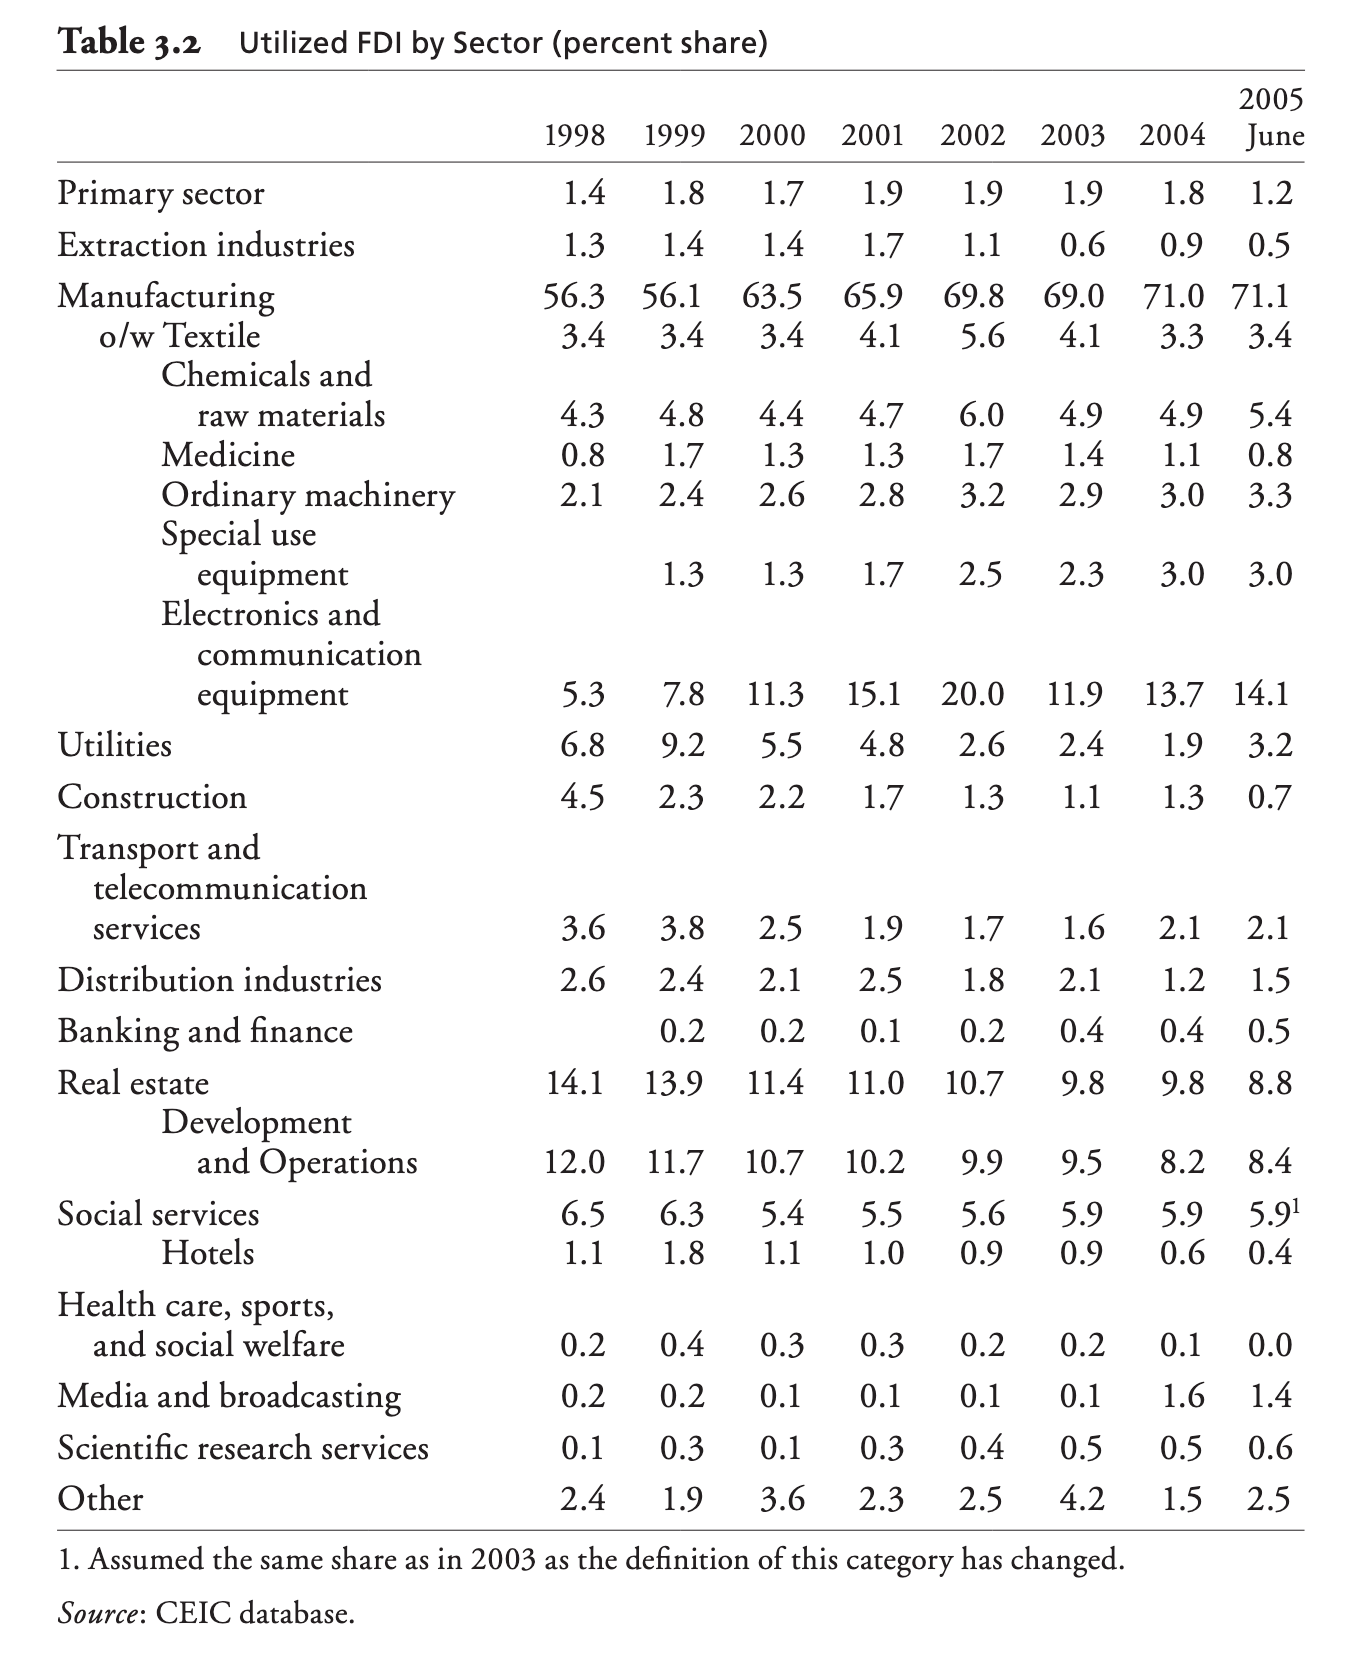 Table 3.2 Utilized FDI by Sector (percent share)
2005
1998 1999 2000 2001 2002 2003 2004 June
Primary sector 1.4 1.8 1.7 1.9 1.9 1.9 1.8 1.2
Extraction industries 1.3 1.4 1.4 1.7 1.1 0.6 0.9 0.5
Manufacturing 56.3 56.1 63.5 65.9 69.8 69.0 71.0 71.1
o/w Textile 3.4 3.4 3.4 4.1 5.6 4.1 3.3 3.4
Chemicals and
raw materials 4.3 4.8 4.4 4.7 6.0 4.9 4.9 5.4
Medicine 0.8 1.7 1.3 1.3 1.7 1.4 1.1 0.8
Ordinary machinery 2.1 2.4 2.6 2.8 3.2 2.9 3.0 3.3
Special use
equipment 1.3 1.3 1.7 2.5 2.3 3.0 3.0
Electronics and
communication
equipment 5.3 7.8 11.3 15.1 20.0 11.9 13.7 14.1
Utilities 6.8 9.2 5.5 4.8 2.6 2.4 1.9 3.2
Construction 4.5 2.3 2.2 1.7 1.3 1.1 1.3 0.7
Transport and
telecommunication
services 3.6 3.8 2.5 1.9 1.7 1.6 2.1 2.1
Distribution industries 2.6 2.4 2.1 2.5 1.8 2.1 1.2 1.5
Banking and finance 0.2 0.2 0.1 0.2 0.4 0.4 0.5
Real estate 14.1 13.9 11.4 11.0 10.7 9.8 9.8 8.8
Development
and Operations 12.0 11.7 10.7 10.2 9.9 9.5 8.2 8.4
Social services 6.5 6.3 5.4 5.5 5.6 5.9 5.9 5.9¹
Hotels 1.1 1.8 1.1 1.0 0.9 0.9 0.6 0.4
Health care, sports,
and social welfare 0.2 0.4 0.3 0.3 0.2 0.2 0.1 0.0
Media and broadcasting 0.2 0.2 0.1 0.1 0.1 0.1 1.6 1.4
Scientific research services 0.1 0.3 0.1 0.3 0.4 0.5 0.5 0.6
Other 2.4 1.9 3.6 2.3 2.5 4.2 1.5 2.5
1. Assumed the same share as in 2003 as the definition of this category has changed.
Source: CEIC database.